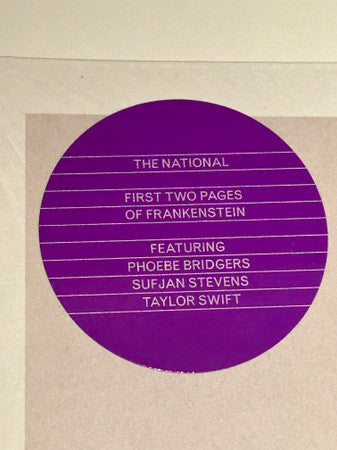 THE NATIONAL
FIRST TWO PAGES
OF FRANKENSTEIN
FEATURING
PHOEBE BRIDGERS
SUFJAN STEVENS
TAYLOR SWIFT